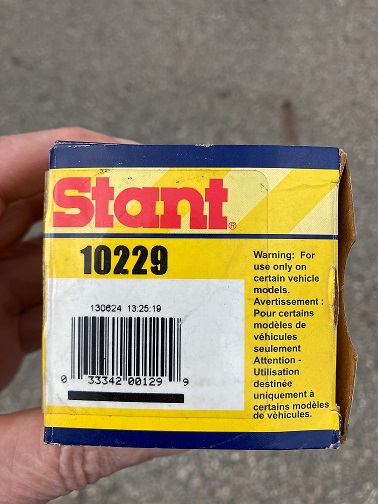 Stant®
10229
130624 13:25:19
0 33342 00129 9
Warning: For
use only on
certain vehicle
models.
Avertissement :
Pour certains
modèles de
véhicules
seulement
Attention -
Utilisation
destinée
uniquement à
certains modèles
de véhicules.